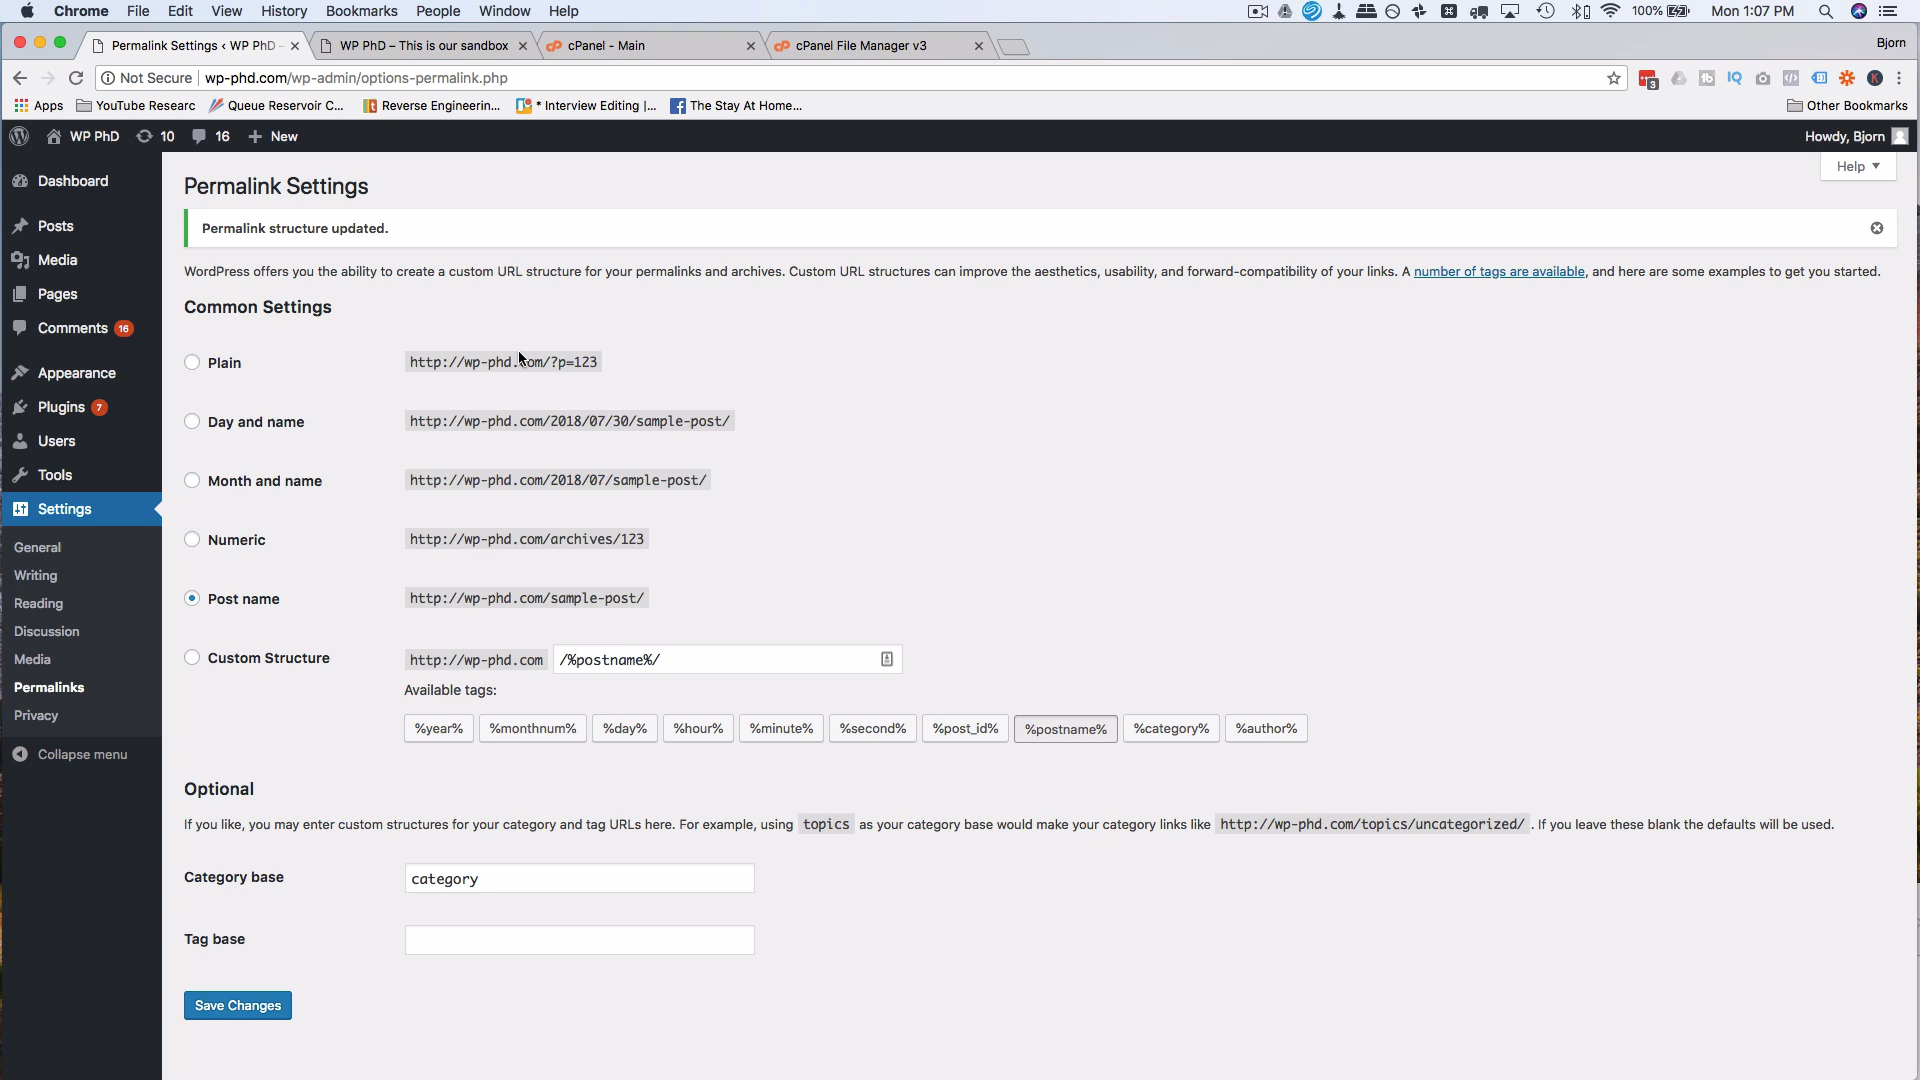 Chrome File Edit View History Bookmarks People Window Help 100% Mon 1:07 PM
Permalink Settings ‹ WP PhD – WP PhD – This is our sandbox cPanel - Main cPanel File Manager v3 Bjorn
Not Secure wp-phd.com/wp-admin/options-permalink.php 3
Apps YouTube Researc Queue Reservoir C... Reverse Engineerin... * Interview Editing |... The Stay At Home... Other Bookmarks
WP PhD 10 16 + New Howdy, Bjorn
Help
Dashboard
Posts
Media
Pages
Comments 16
Appearance
Plugins 7
Users
Tools
Settings
General
Writing
Reading
Discussion
Media
Permalinks
Privacy
Collapse menu
Permalink Settings
Permalink structure updated.
WordPress offers you the ability to create a custom URL structure for your permalinks and archives. Custom URL structures can improve the aesthetics, usability, and forward-compatibility of your links. A number of tags are available, and here are some examples to get you started.
Common Settings
Plain http://wp-phd.com/?p=123
Day and name http://wp-phd.com/2018/07/30/sample-post/
Month and name http://wp-phd.com/2018/07/sample-post/
Numeric http://wp-phd.com/archives/123
Post name http://wp-phd.com/sample-post/
Custom Structure http://wp-phd.com /%postname%/
Available tags:
%year% %monthnum% %day% %hour% %minute% %second% %post_id% %postname% %category% %author%
Optional
If you like, you may enter custom structures for your category and tag URLs here. For example, using topics as your category base would make your category links like http://wp-phd.com/topics/uncategorized/ . If you leave these blank the defaults will be used.
Category base category
Tag base
Save Changes